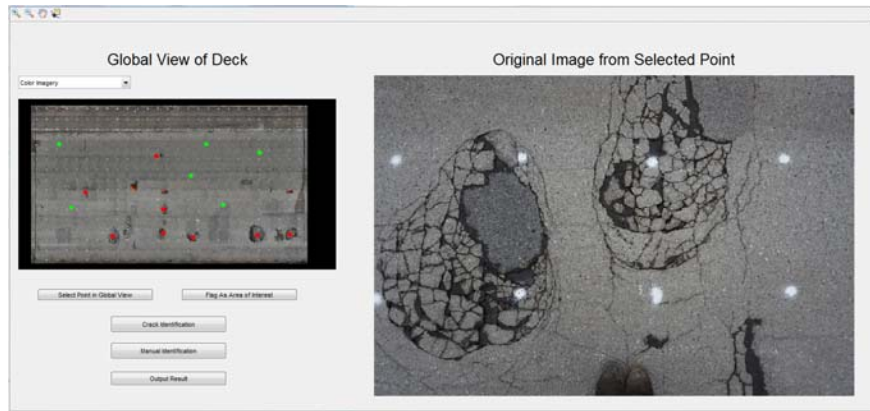 Global View of Deck
Original Image from Selected Point
Color Imagery
Select Point in Global View
Flag As Area of Interest
Crack Identification
Manual Identification
Output Result